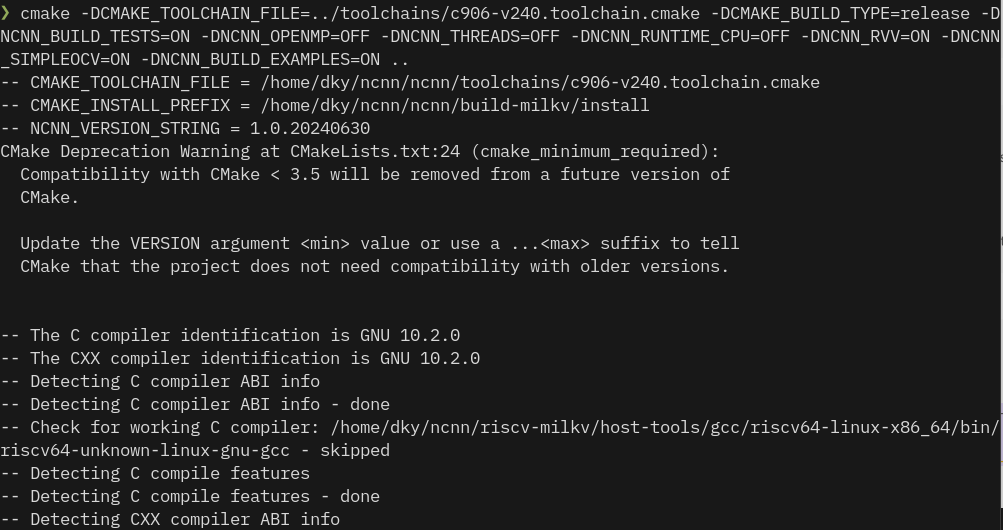 ❯ cmake -DCMAKE_TOOLCHAIN_FILE=../toolchains/c906-v240.toolchain.cmake -DCMAKE_BUILD_TYPE=release -D
NCNN_BUILD_TESTS=ON -DNCNN_OPENMP=OFF -DNCNN_THREADS=OFF -DNCNN_RUNTIME_CPU=OFF -DNCNN_RVV=ON -DNCNN
_SIMPLEOCV=ON -DNCNN_BUILD_EXAMPLES=ON ..
-- CMAKE_TOOLCHAIN_FILE = /home/dky/ncnn/ncnn/toolchains/c906-v240.toolchain.cmake
-- CMAKE_INSTALL_PREFIX = /home/dky/ncnn/ncnn/build-milkv/install
-- NCNN_VERSION_STRING = 1.0.20240630
CMake Deprecation Warning at CMakeLists.txt:24 (cmake_minimum_required):
  Compatibility with CMake < 3.5 will be removed from a future version of
  CMake.

  Update the VERSION argument <min> value or use a ...<max> suffix to tell
  CMake that the project does not need compatibility with older versions.


-- The C compiler identification is GNU 10.2.0
-- The CXX compiler identification is GNU 10.2.0
-- Detecting C compiler ABI info
-- Detecting C compiler ABI info - done
-- Check for working C compiler: /home/dky/ncnn/riscv-milkv/host-tools/gcc/riscv64-linux-x86_64/bin/
riscv64-unknown-linux-gnu-gcc - skipped
-- Detecting C compile features
-- Detecting C compile features - done
-- Detecting CXX compiler ABI info